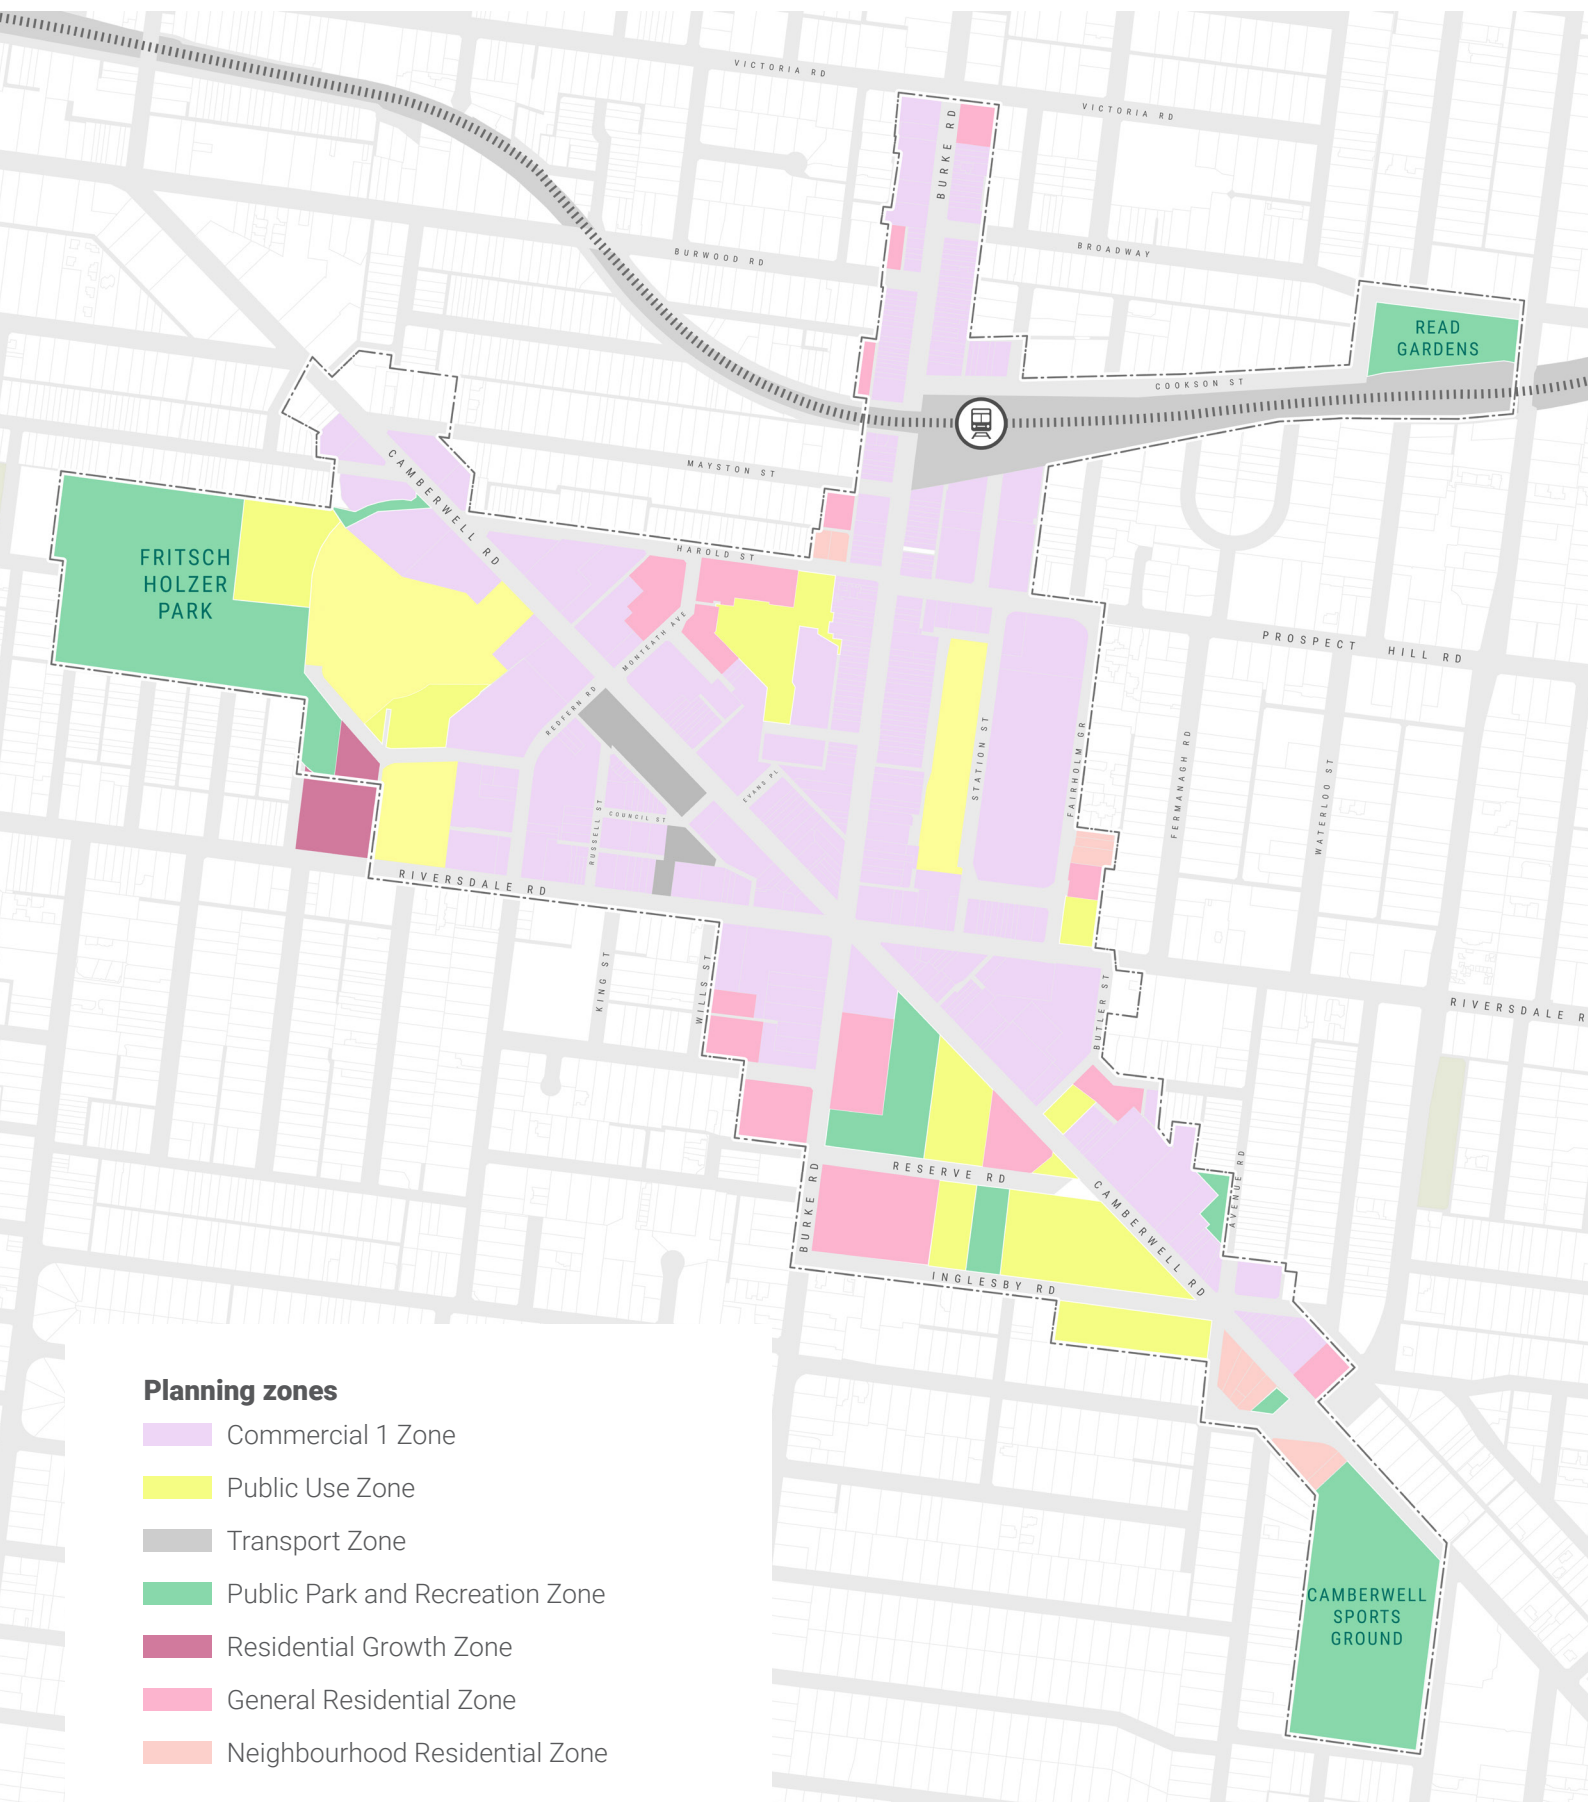 VICTORIA RD
VICTORIA RD
BURKE RD
BURWOOD RD
BROADWAY
READ
GARDENS
COOKSON ST
MAYSTON ST
CAMBERWELL RD
FRITSCH
HOLZER
PARK
HAROLD ST
MONTEATH AVE
PROSPECT HILL RD
REDFERN RD
STATION ST
FAIRHOLM GR
FERMANAGH RD
WATERLOO ST
EVANS PL
COUNCIL ST
RUSSELL ST
RIVERSDALE RD
KING ST
WILLS ST
BUTLER ST
RIVERSDALE R
RESERVE RD
BURKE RD
CAMBERWELL RD
AVENUE RD
INGLESBY RD
Planning zones
Commercial 1 Zone
Public Use Zone
Transport Zone
Public Park and Recreation Zone
Residential Growth Zone
General Residential Zone
Neighbourhood Residential Zone
CAMBERWELL
SPORTS
GROUND